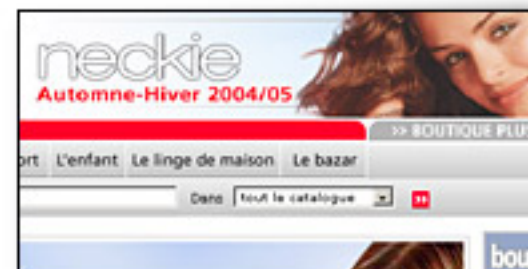 neckie
Automne-Hiver 2004/05
>> BOUTIQUE PLUS
ort L'enfant Le linge de maison Le bazar
Dans tout le catalogue
bou